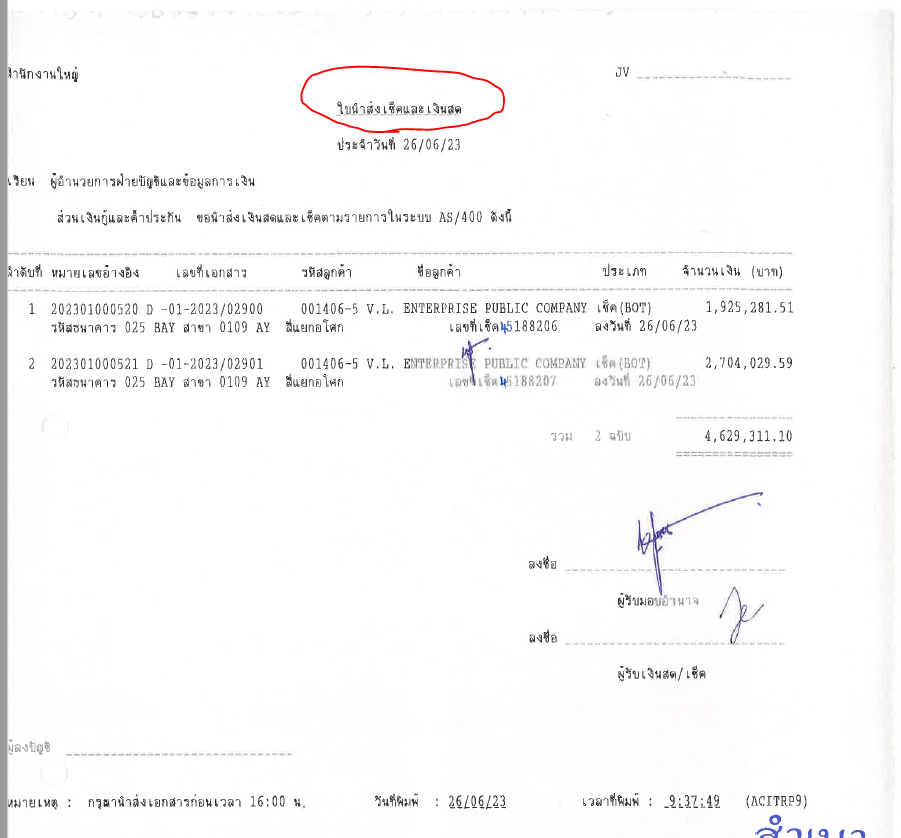 สำนักงานใหญ่ JV
ใบนำส่งเช็คและเงินสด
ประจำวันที่ 26/06/23
เรียน ผู้อำนวยการฝ่ายบัญชีและข้อมูลการเงิน
ส่วนเงินกู้และค้ำประกัน ขอนำส่งเงินสดและเช็คตามรายการในระบบ AS/400 ดังนี้
ลำดับที่ หมายเลขอ้างอิง เลขที่เอกสาร รหัสลูกค้า ชื่อลูกค้า ประเภท จำนวนเงิน (บาท)
1 202301000520 D -01-2023/02900 001406-5 V.L. ENTERPRISE PUBLIC COMPANY เช็ค(BOT) 1,925,281.51
รหัสธนาคาร 025 BAY สาขา 0109 AY สี่แยกอโศก เลขที่เช็ค45188206 ลงวันที่ 26/06/23
2 202301000521 D -01-2023/02901 001406-5 V.L. ENTERPRISE PUBLIC COMPANY เช็ค(BOT) 2,704,029.59
รหัสธนาคาร 025 BAY สาขา 0109 AY สี่แยกอโศก เลขที่เช็ค45188207 ลงวันที่ 26/06/23
รวม 2 ฉบับ 4,629,311.10
ลงชื่อ
ผู้รับมอบอำนาจ
ลงชื่อ
ผู้รับเงินสด/เช็ค
ผู้ลงบัญชี
หมายเหตุ : กรุณานำส่งเอกสารก่อนเวลา 16:00 น. วันที่พิมพ์ : 26/06/23 เวลาที่พิมพ์ : 9:37:49 (ACITRP9)
สำเนา